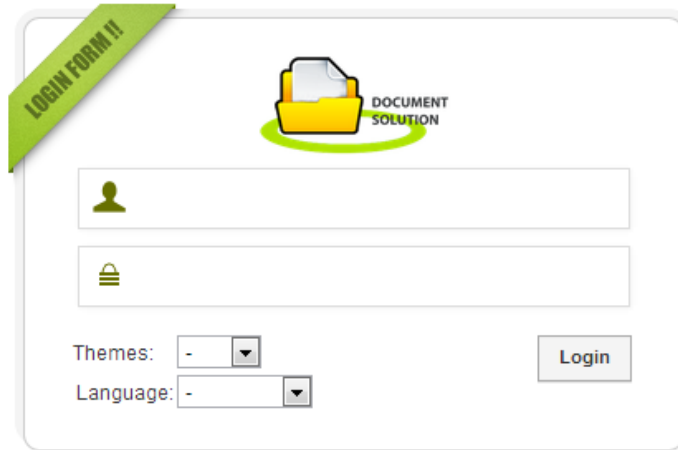 LOGIN FORM !!
DOCUMENT
SOLUTION
Themes: -
Login
Language: -